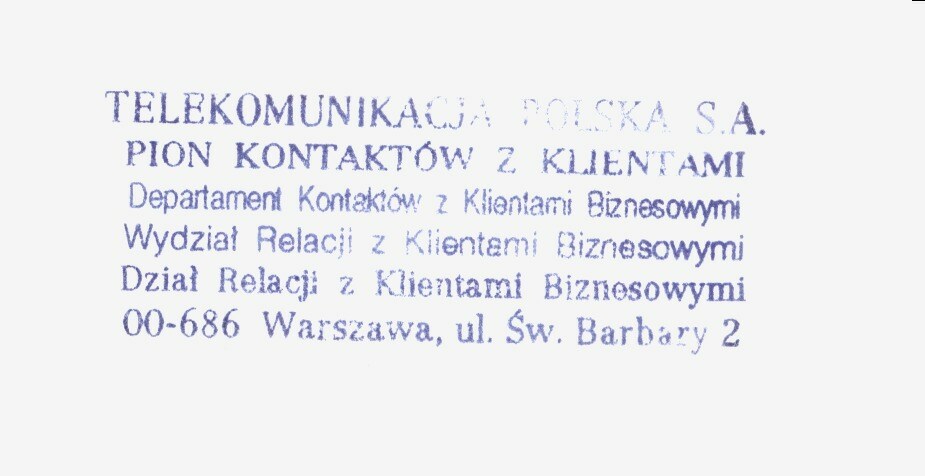 TELEKOMUNIKACJA POLSKA S.A.
PION KONTAKTÓW Z KLIENTAMI
Departament Kontaktów z Klientami Biznesowymi
Wydział Relacji z Klientami Biznesowymi
Dział Relacji z Klientami Biznesowymi
00-686 Warszawa, ul. Św. Barbary 2